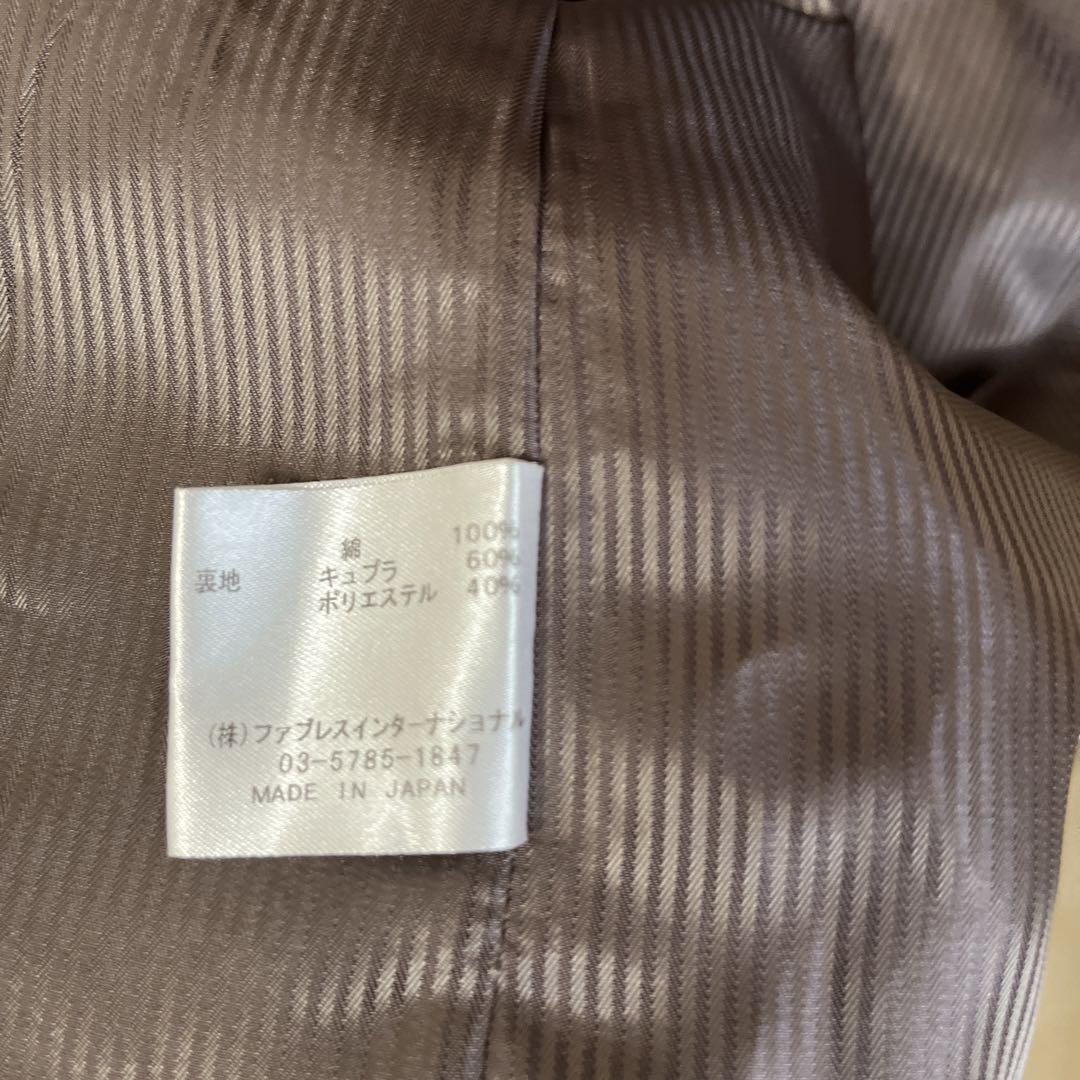 綿 100%
裏地 キュプラ 60%
ポリエステル 40%
(株)ファブレスインターナショナル
03-5785-1847
MADE IN JAPAN